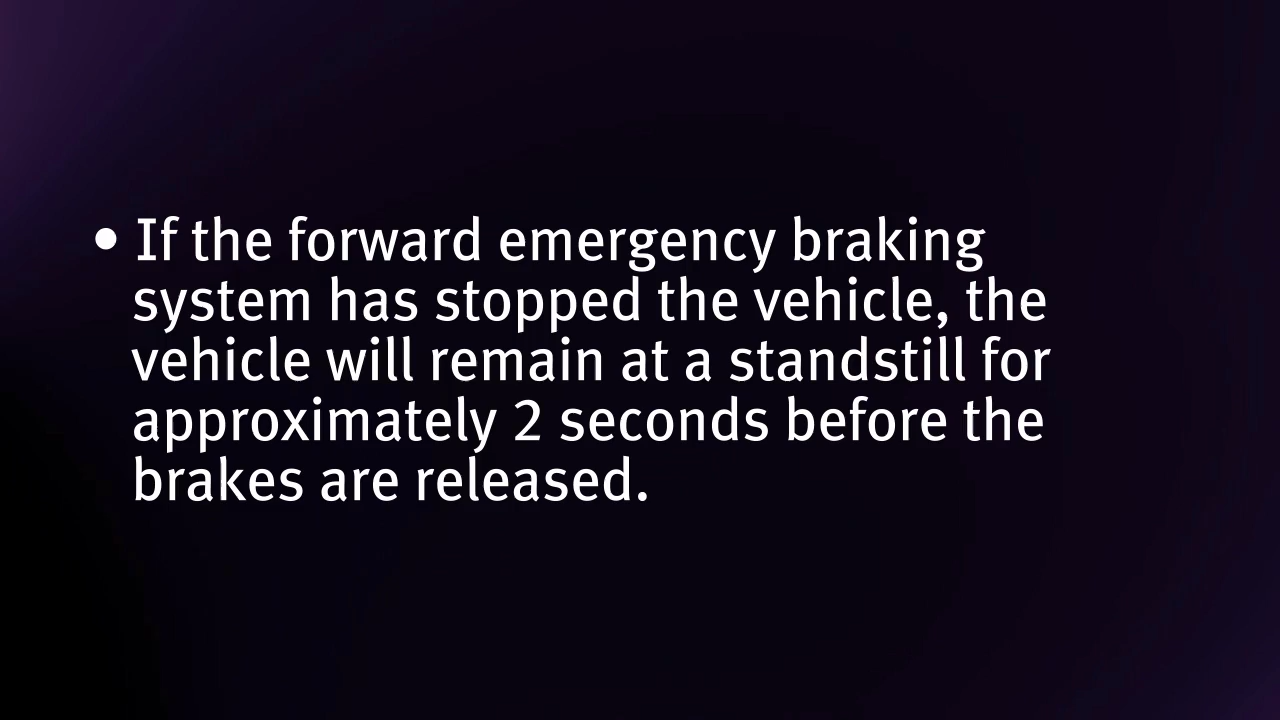 • If the forward emergency braking
system has stopped the vehicle, the
vehicle will remain at a standstill for
approximately 2 seconds before the
brakes are released.